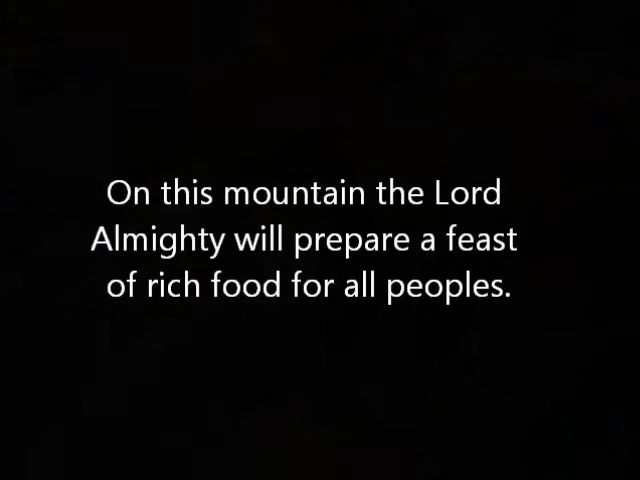 On this mountain the Lord
Almighty will prepare a feast
of rich food for all peoples.